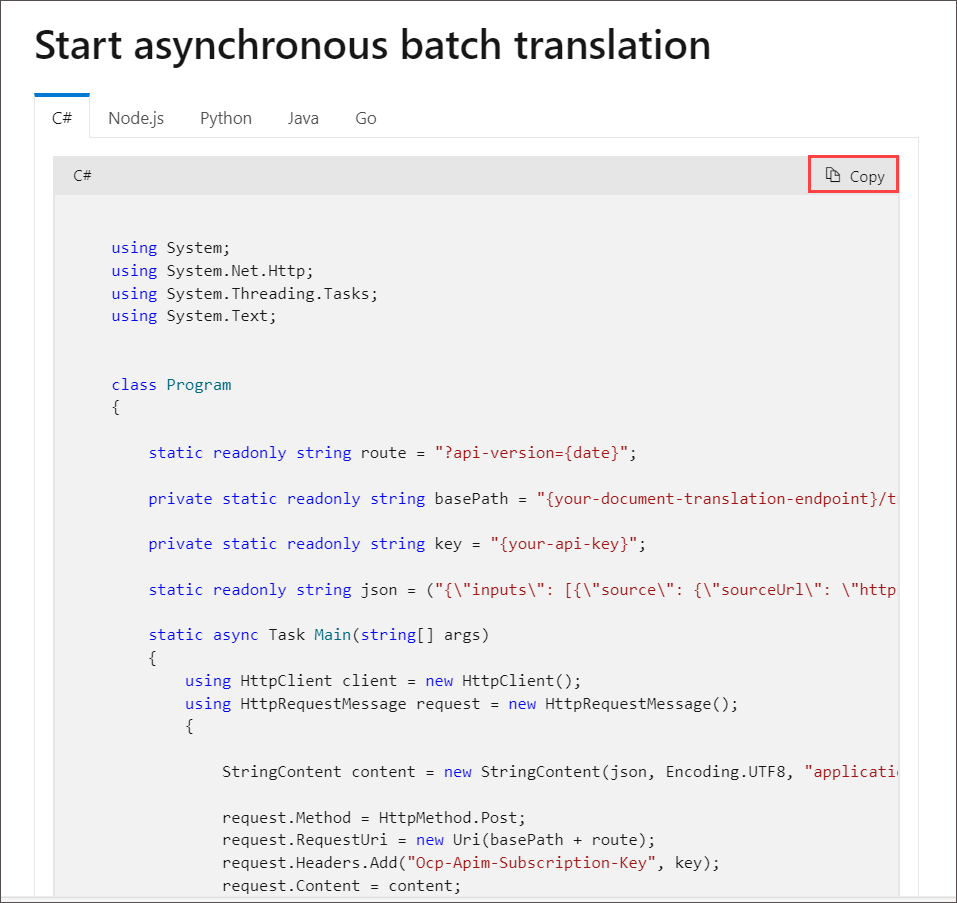 Start asynchronous batch translation
C# Node.js Python Java Go
C# Copy
using System;
using System.Net.Http;
using System.Threading.Tasks;
using System.Text;
class Program
{
static readonly string route = "?api-version={date}";
private static readonly string basePath = "{your-document-translation-endpoint}/t
private static readonly string key = "{your-api-key}";
static readonly string json = ("{\"inputs\": [{\"source\": {\"sourceUrl\": \"http
static async Task Main(string[] args)
{
using HttpClient client = new HttpClient();
using HttpRequestMessage request = new HttpRequestMessage();
{
StringContent content = new StringContent(json, Encoding.UTF8, "applicati
request.Method = HttpMethod.Post;
request.RequestUri = new Uri(basePath + route);
request.Headers.Add("Ocp-Apim-Subscription-Key", key);
request.Content = content;